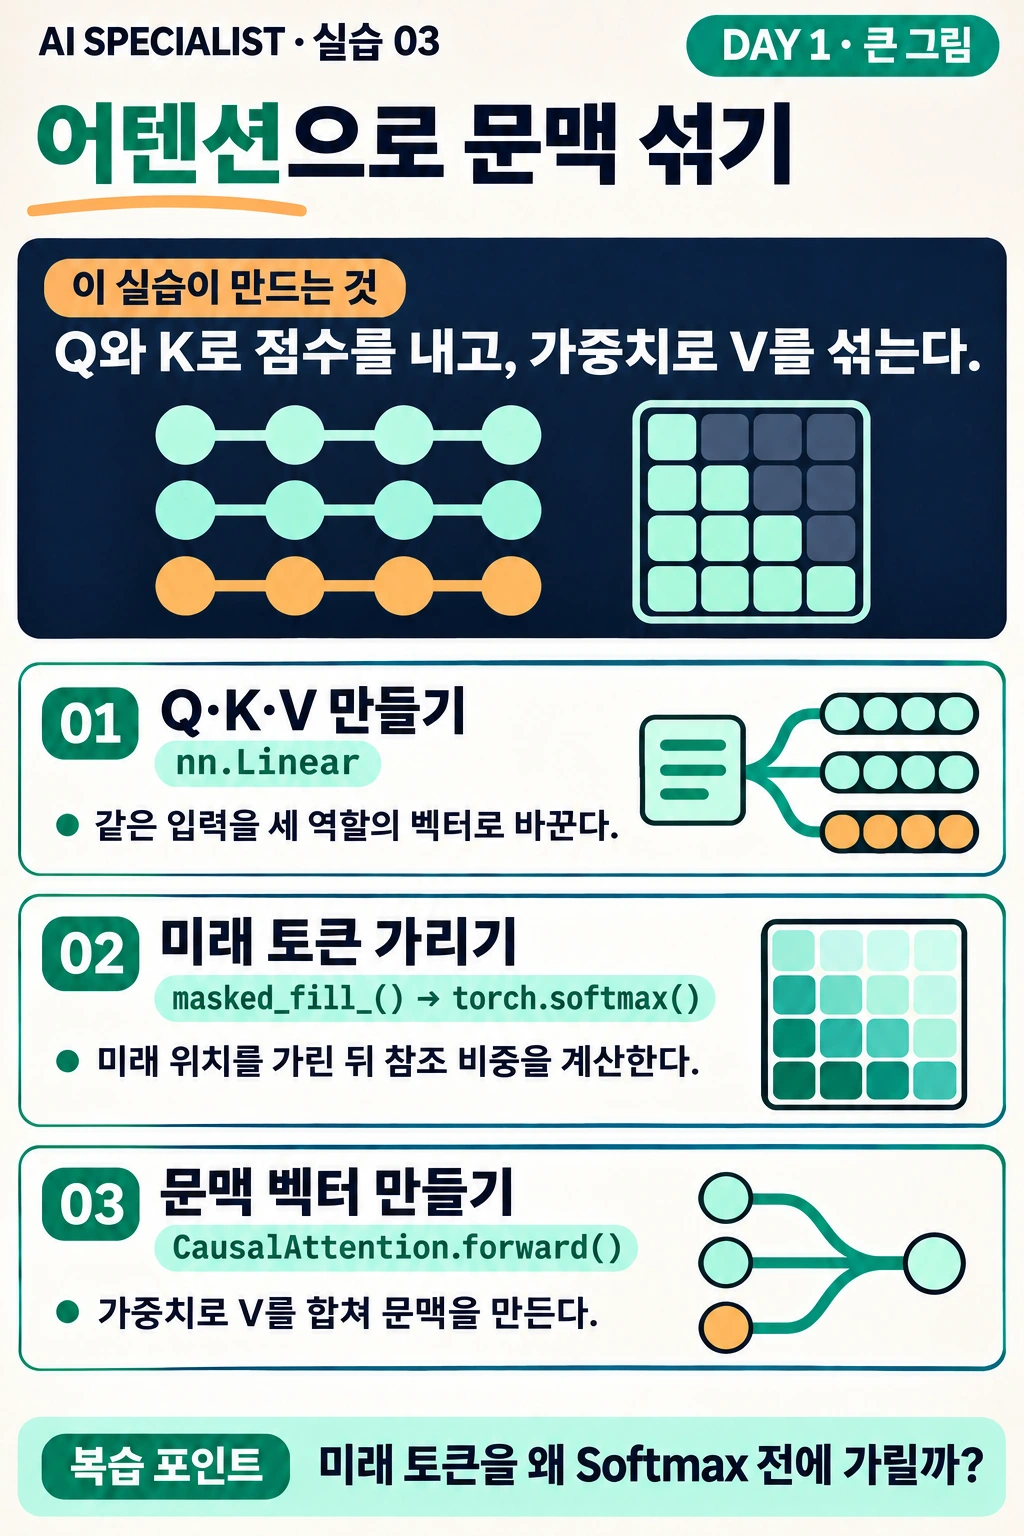 AI SPECIALIST · 실습 03
DAY 1 · 큰 그림
어텐션으로 문맥 섞기
이 실습이 만드는 것
Q와 K로 점수를 내고, 가중치로 V를 섞는다.
01
Q·K·V 만들기
nn.Linear
같은 입력을 세 역할의 벡터로 바꾼다.
02
미래 토큰 가리기
masked_fill_() → torch.softmax()
미래 위치를 가린 뒤 참조 비중을 계산한다.
03
문맥 벡터 만들기
CausalAttention.forward()
가중치로 V를 합쳐 문맥을 만든다.
복습 포인트
미래 토큰을 왜 Softmax 전에 가릴까?